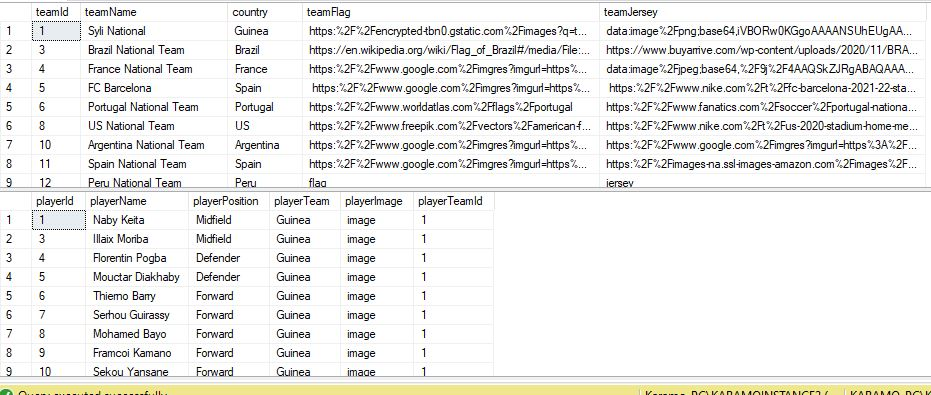 teamId teamName country teamFlag teamJersey
1 1 Syli National Guinea https:%2F%2Fencrypted-tbn0.gstatic.com%2Fimages?q=t... data:image%2Fpng;base64,iVBORw0KGgoAAAANSUhEUgAA...
2 3 Brazil National Team Brazil https://en.wikipedia.org/wiki/Flag_of_Brazil#/media/File:... https://www.buyarrive.com/wp-content/uploads/2020/11/BRA...
3 4 France National Team France https:%2F%2Fwww.google.com%2Fimgres?imgurl=https%... data:image%2Fjpeg;base64,%2F9j%2F4AAQSkZJRgABAQAAA...
4 5 FC Barcelona Spain https:%2F%2Fwww.google.com%2Fimgres?imgurl=https%... https:%2F%2Fwww.nike.com%2Ft%2Ffc-barcelona-2021-22-sta...
5 6 Portugal National Team Portugal https:%2F%2Fwww.worldatlas.com%2Fflags%2Fportugal https:%2F%2Fwww.fanatics.com%2Fsoccer%2Fportugal-nationa...
6 8 US National Team US https:%2F%2Fwww.freepik.com%2Fvectors%2Famerican-f... https:%2F%2Fwww.nike.com%2Ft%2Fus-2020-stadium-home-me...
7 10 Argentina National Team Argentina https:%2F%2Fwww.google.com%2Fimgres?imgurl=https%... https:%2F%2Fwww.google.com%2Fimgres?imgurl=https%3A%2F...
8 11 Spain National Team Spain https:%2F%2Fwww.google.com%2Fimgres?imgurl=https%... https:%2F%2Fimages-na.ssl-images-amazon.com%2Fimages%2F...
9 12 Peru National Team Peru flag jersey
playerId playerName playerPosition playerTeam playerImage playerTeamId
1 1 Naby Keita Midfield Guinea image 1
2 3 Illaix Moriba Midfield Guinea image 1
3 4 Florentin Pogba Defender Guinea image 1
4 5 Mouctar Diakhaby Defender Guinea image 1
5 6 Thierno Barry Forward Guinea image 1
6 7 Serhou Guirassy Forward Guinea image 1
7 8 Mohamed Bayo Forward Guinea image 1
8 9 Framcoi Kamano Forward Guinea image 1
9 10 Sekou Yansane Forward Guinea image 1
Query executed successfully